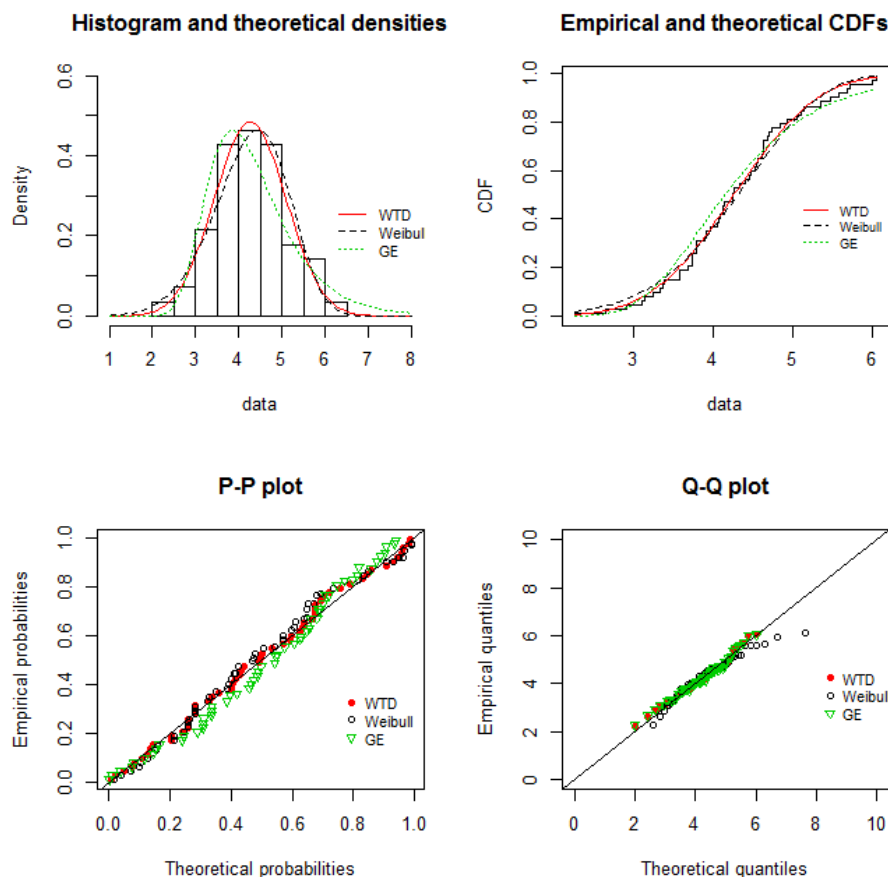 Histogram and theoretical densities
Density
0.0
0.2
0.4
0.6
WTD
Weibull
GE
1 2 3 4 5 6 7 8
data
Empirical and theoretical CDFs
CDF
0.0 0.2 0.4 0.6 0.8 1.0
WTD
Weibull
GE
3 4 5 6
data
P-P plot
Empirical probabilities
0.0 0.2 0.4 0.6 0.8 1.0
WTD
Weibull
GE
0.0 0.2 0.4 0.6 0.8 1.0
Theoretical probabilities
Q-Q plot
Empirical quantiles
0 2 4 6 8 10
WTD
Weibull
GE
0 2 4 6 8 10
Theoretical quantiles